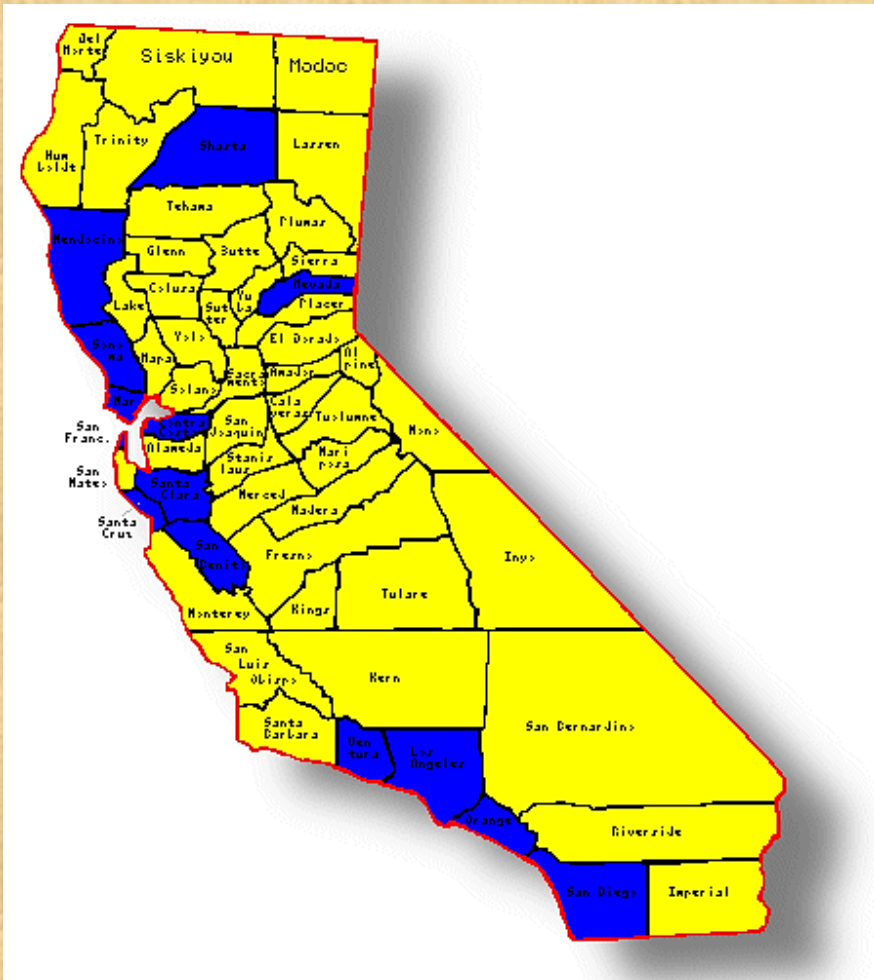 Del
Norte
Siskiyou
Modoc
Hum
boldt
Trinity
Shasta
Lassen
Tehama
Plumas
Mendocino
Glenn
Butte
Sierra
Colusa
Nevada
Lake
Sut
ter
Yu
ba
Placer
Sono
ma
Napa
Yolo
El Dorado
Al
pine
Solano
Sacra
mento
Amador
Mar
Cala
veras
Tuolumne
Mono
San
Franc.
Contra
Costa
San
Joaquin
Alameda
Stanis
laus
Mari
posa
San
Mateo
Santa
Clara
Merced
Madera
Santa
Cruz
San
Benito
Fresno
Inyo
Monterey
Kings
Tulare
San
Luis
Obispo
Kern
Santa
Barbara
Ven
tura
Los
Angeles
San Bernardino
Orange
Riverside
San Diego
Imperial